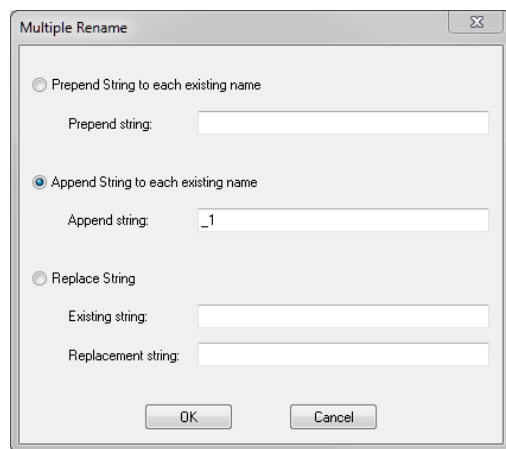 Multiple Rename
Prepend String to each existing name
Prepend string:
Append String to each existing name
Append string: _1
Replace String
Existing string:
Replacement string:
OK Cancel